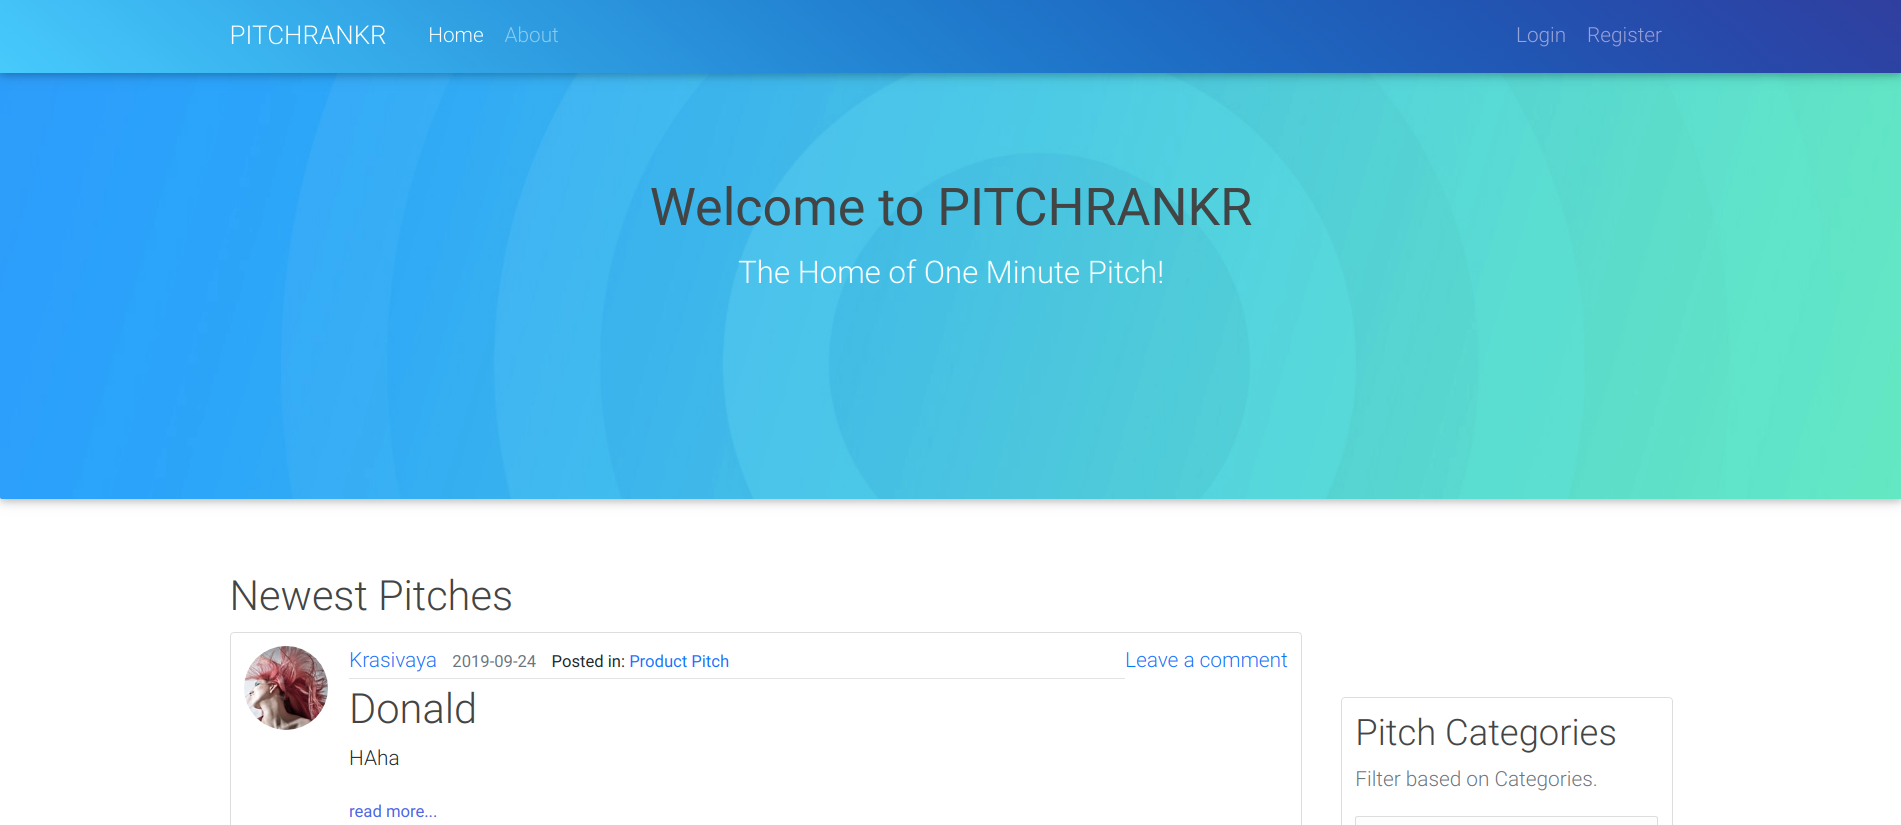 PITCHRANKR Home About Login Register
Welcome to PITCHRANKR
The Home of One Minute Pitch!
Newest Pitches
Krasivaya 2019-09-24 Posted in: Product Pitch Leave a comment
Donald
HAha
read more...
Pitch Categories
Filter based on Categories.